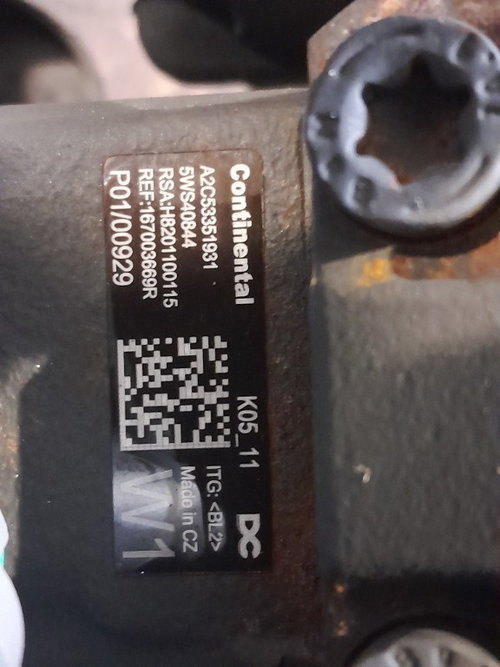 Continental
A2C53351931
5WS40844
RSA:H8201100115
REF:167003669R
P01/00929
K05_11
DC
ITG: <BL2>
Made in CZ
W1